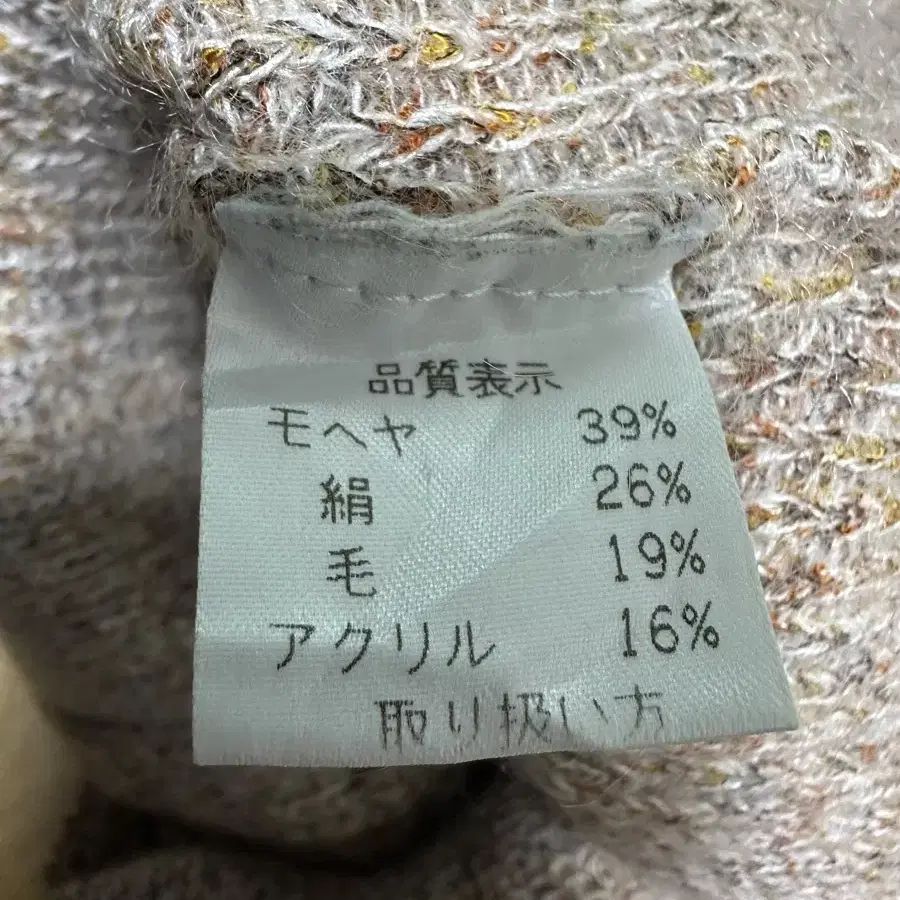 品質表示
モヘヤ 39%
絹 26%
毛 19%
アクリル 16%
取り扱い方